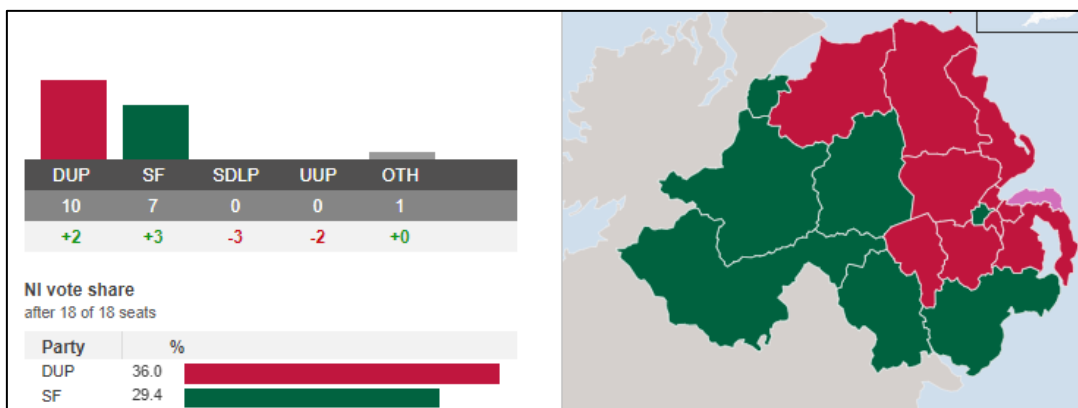 DUP SF SDLP UUP OTH
10 7 0 0 1
+2 +3 -3 -2 +0
NI vote share
after 18 of 18 seats
Party %
DUP 36.0
SF 29.4